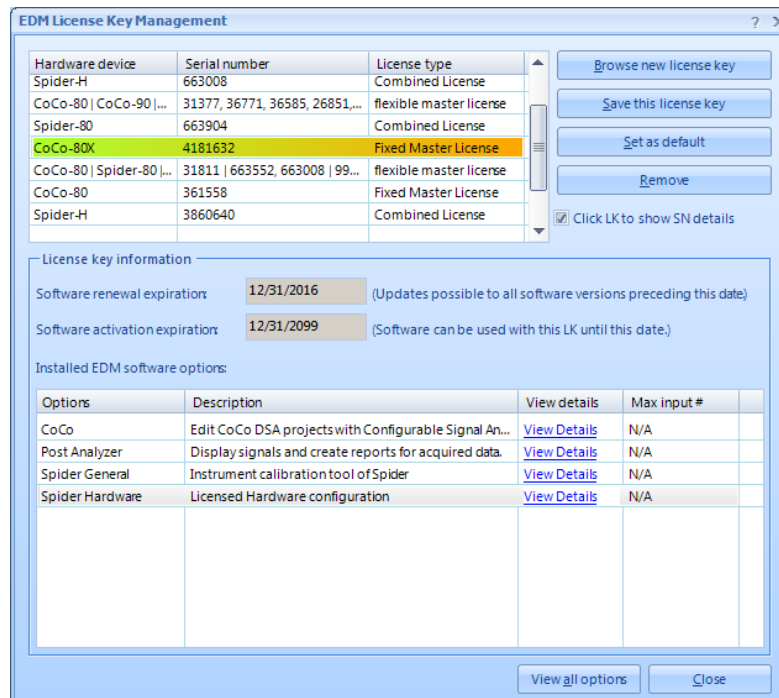 EDM License Key Management
Hardware device Serial number License type
Spider-H 663008 Combined License
CoCo-80 | CoCo-90 |... 31377, 36771, 36585, 26851,... flexible master license
Spider-80 663904 Combined License
CoCo-80X 4181632 Fixed Master License
CoCo-80 | Spider-80 |... 31811 | 663552, 663008 | 99... flexible master license
CoCo-80 361558 Fixed Master License
Spider-H 3860640 Combined License
Browse new license key
Save this license key
Set as default
Remove
Click LK to show SN details
License key information
Software renewal expiration: 12/31/2016 (Updates possible to all software versions preceding this date.)
Software activation expiration: 12/31/2099 (Software can be used with this LK until this date.)
Installed EDM software options:
Options Description View details Max input #
CoCo Edit CoCo DSA projects with Configurable Signal An... View Details N/A
Post Analyzer Display signals and create reports for acquired data. View Details N/A
Spider General Instrument calibration tool of Spider View Details N/A
Spider Hardware Licensed Hardware configuration View Details N/A
View all options Close